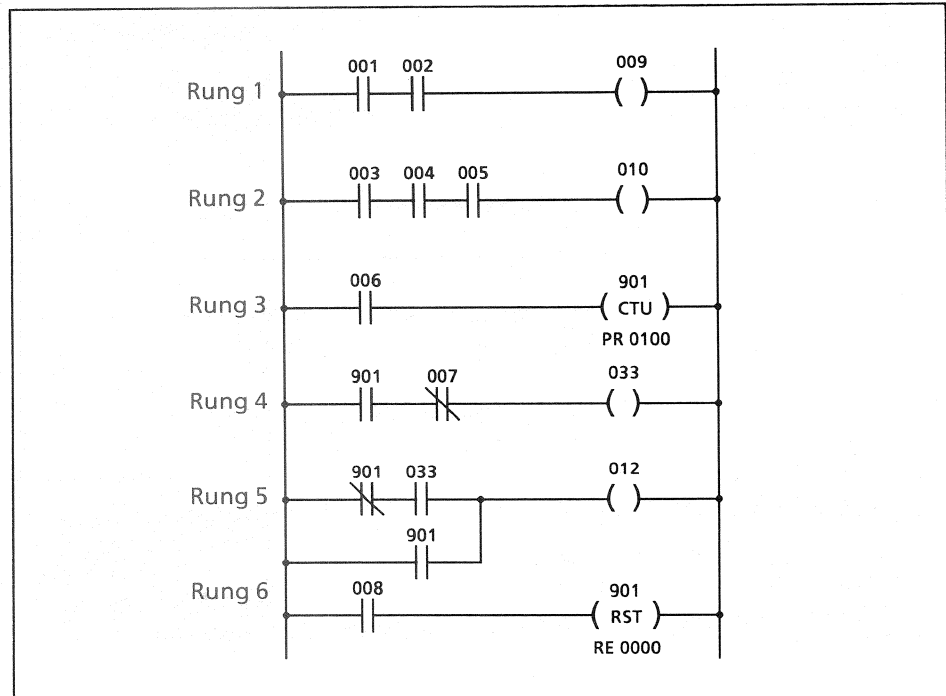 001 002 009
Rung 1
003 004 005 010
Rung 2
006 901
Rung 3 CTU
PR 0100
901 007 033
Rung 4
901 033 012
Rung 5
901
Rung 6
008 901
RST
RE 0000